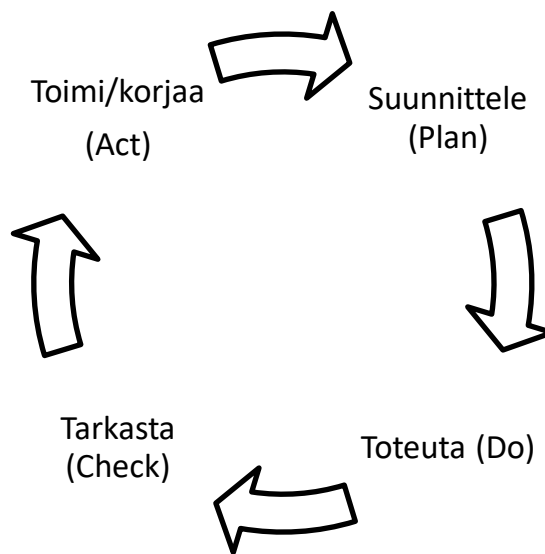 Toimi/korjaa
(Act)
Suunnittele
(Plan)
Toteuta (Do)
Tarkasta
(Check)